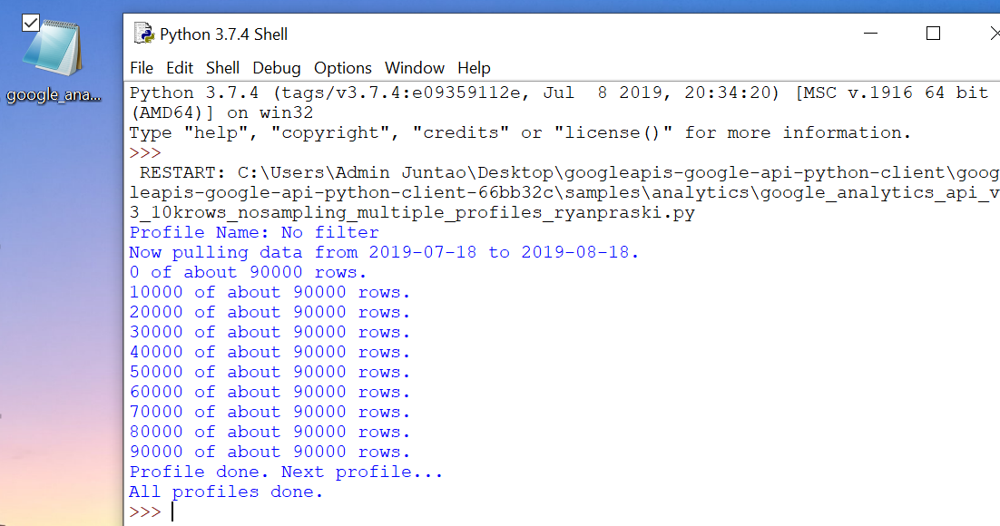 google_ana...
Python 3.7.4 Shell
File Edit Shell Debug Options Window Help
Python 3.7.4 (tags/v3.7.4:e09359112e, Jul  8 2019, 20:34:20) [MSC v.1916 64 bit
(AMD64)] on win32
Type "help", "copyright", "credits" or "license()" for more information.
>>>
 RESTART: C:\Users\Admin Juntao\Desktop\googleapis-google-api-python-client\goog
leapis-google-api-python-client-66bb32c\samples\analytics\google_analytics_api_v
3_10krows_nosampling_multiple_profiles_ryanpraski.py
Profile Name: No filter
Now pulling data from 2019-07-18 to 2019-08-18.
0 of about 90000 rows.
10000 of about 90000 rows.
20000 of about 90000 rows.
30000 of about 90000 rows.
40000 of about 90000 rows.
50000 of about 90000 rows.
60000 of about 90000 rows.
70000 of about 90000 rows.
80000 of about 90000 rows.
90000 of about 90000 rows.
Profile done. Next profile...
All profiles done.
>>>